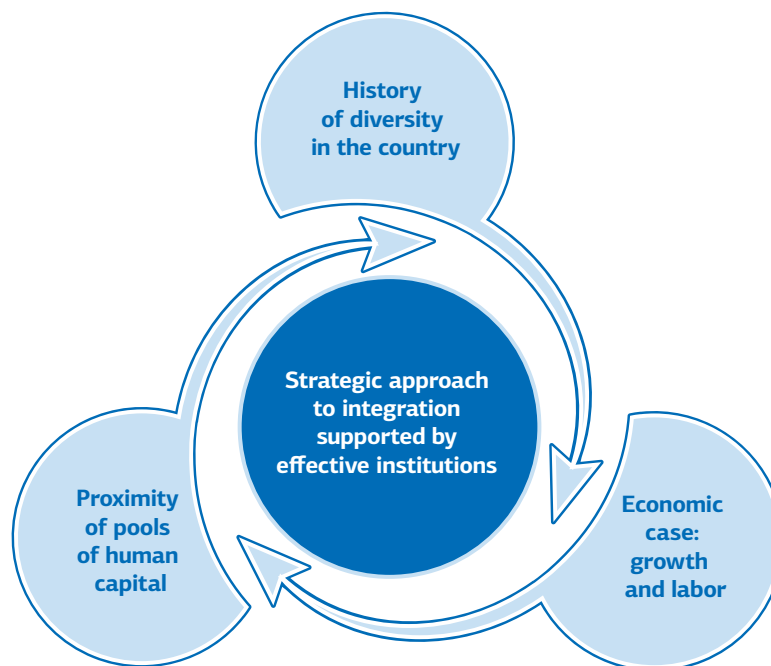 History
of diversity
in the country
Strategic approach
to integration
supported by
effective institutions
Proximity
of pools
of human
capital
Economic
case:
growth
and labor